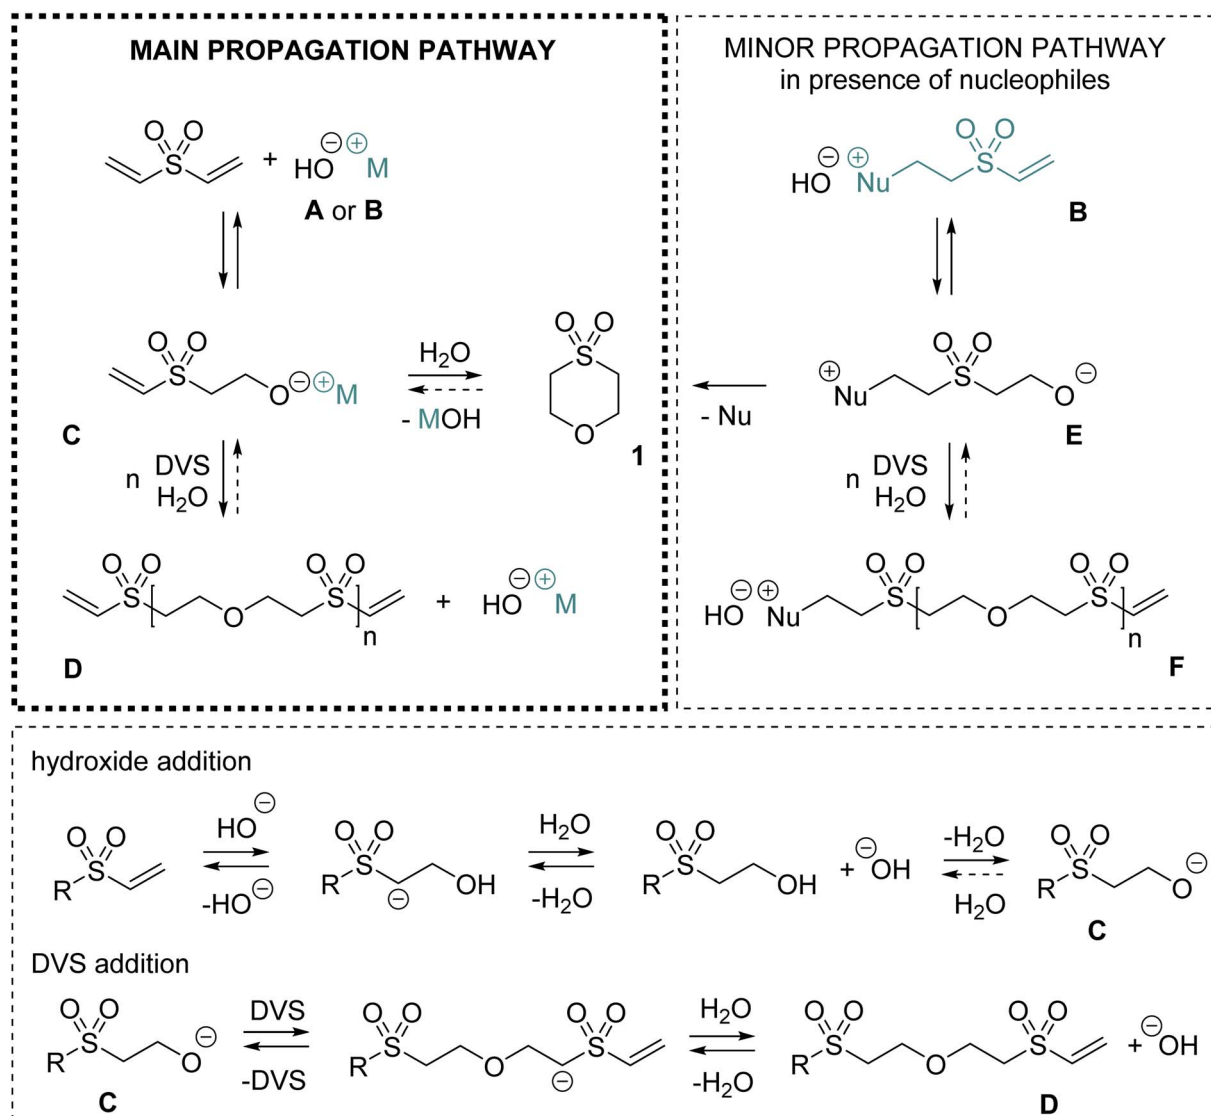 MAIN PROPAGATION PATHWAY
O O
S
+
HO⊖ ⊕M
A or B
O O
S
O⊖ ⊕M
C
H₂O
- MOH
O O
S
O
1
n DVS
H₂O
O O
S
O
O O
S
n
+
HO⊖ ⊕M
D
MINOR PROPAGATION PATHWAY
in presence of nucleophiles
HO⊖ ⊕Nu
O O
S
B
- Nu
⊕Nu
O O
S
O⊖
E
n DVS
H₂O
HO⊖ ⊕Nu
O O
S
O
O O
S
n
F
hydroxide addition
R
O O
S
HO⊖
-HO⊖
R
O O
S
⊖
OH
H₂O
-H₂O
R
O O
S
OH
+ ⊖OH
-H₂O
H₂O
R
O O
S
O⊖
C
DVS addition
R
O O
S
O⊖
C
DVS
-DVS
R
O O
S
O
⊖
O O
S
H₂O
-H₂O
R
O O
S
O
O O
S
D
+ ⊖OH